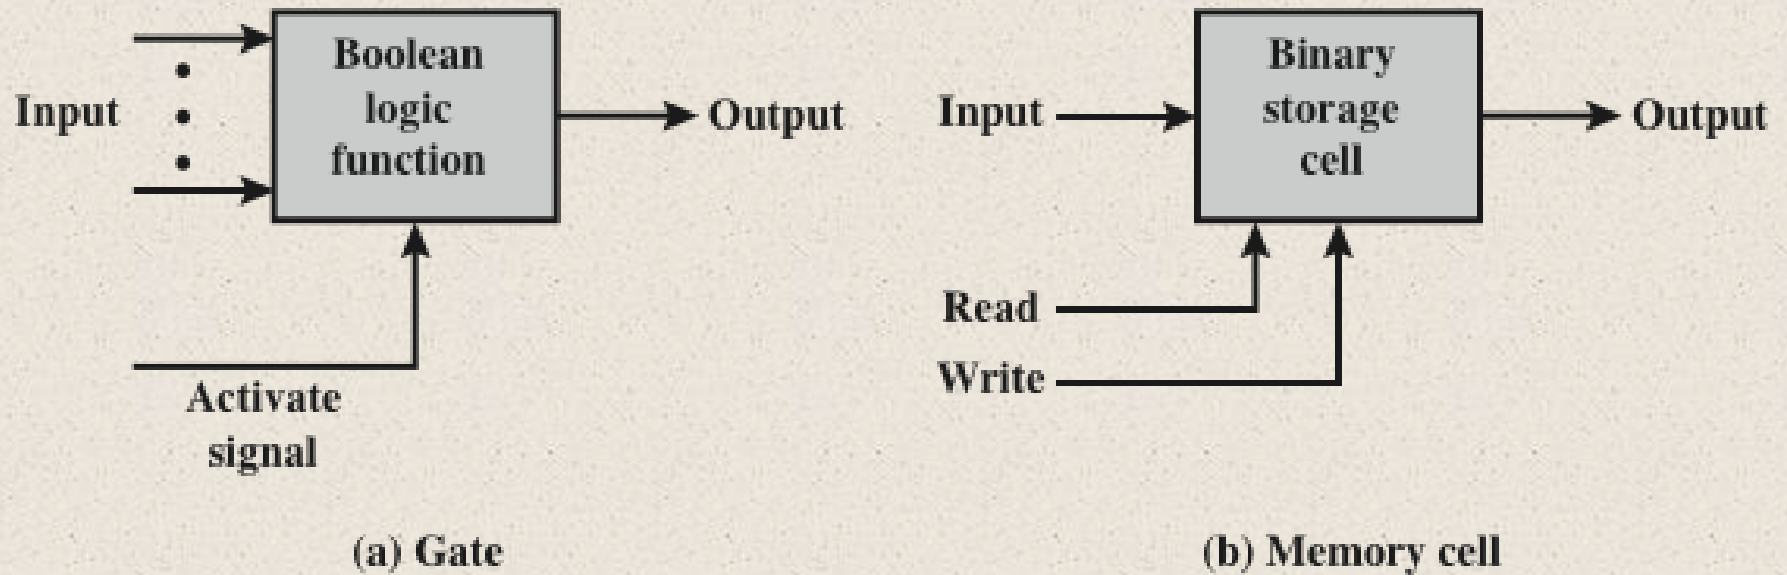 Boolean
logic
function
Input
Output
Activate
signal
(a) Gate
Binary
storage
cell
Input
Output
Read
Write
(b) Memory cell